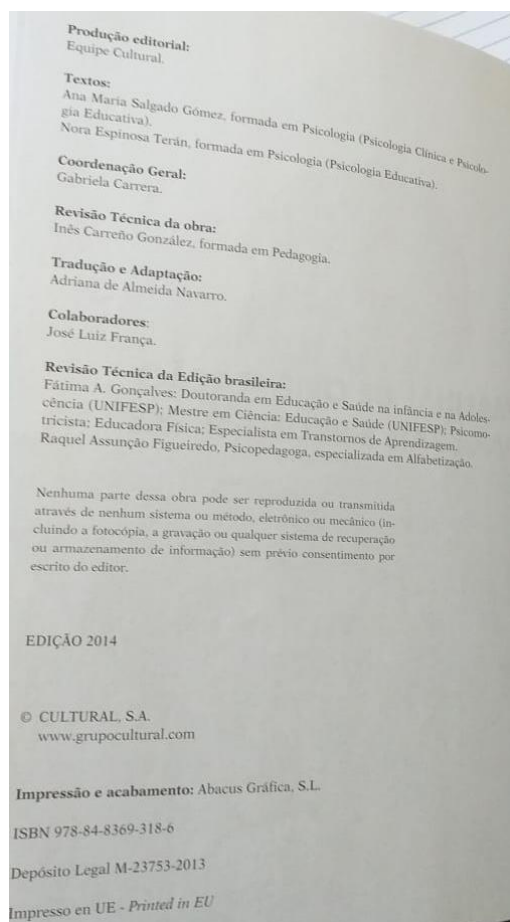 Produção editorial:
Equipe Cultural.
Textos:
Ana María Salgado Gómez, formada em Psicologia (Psicologia Clínica e Psicolo-
gia Educativa).
Nora Espinosa Terán, formada em Psicologia (Psicologia Educativa).
Coordenação Geral:
Gabriela Carrera.
Revisão Técnica da obra:
Inês Carreño González, formada em Pedagogia.
Tradução e Adaptação:
Adriana de Almeida Navarro.
Colaboradores:
José Luiz França.
Revisão Técnica da Edição brasileira:
Fátima A. Gonçalves: Doutoranda em Educação e Saúde na infância e na Adoles-
cência (UNIFESP); Mestre em Ciência: Educação e Saúde (UNIFESP); Psicomo-
tricista; Educadora Física; Especialista em Transtornos de Aprendizagem.
Raquel Assunção Figueiredo, Psicopedagoga, especializada em Alfabetização.
Nenhuma parte dessa obra pode ser reproduzida ou transmitida
através de nenhum sistema ou método, eletrônico ou mecânico (in-
cluindo a fotocópia, a gravação ou qualquer sistema de recuperação
ou armazenamento de informação) sem prévio consentimento por
escrito do editor.
EDIÇÃO 2014
© CULTURAL, S.A.
www.grupocultural.com
Impressão e acabamento: Abacus Gráfica, S.L.
ISBN 978-84-8369-318-6
Depósito Legal M-23753-2013
Impresso en UE - Printed in EU